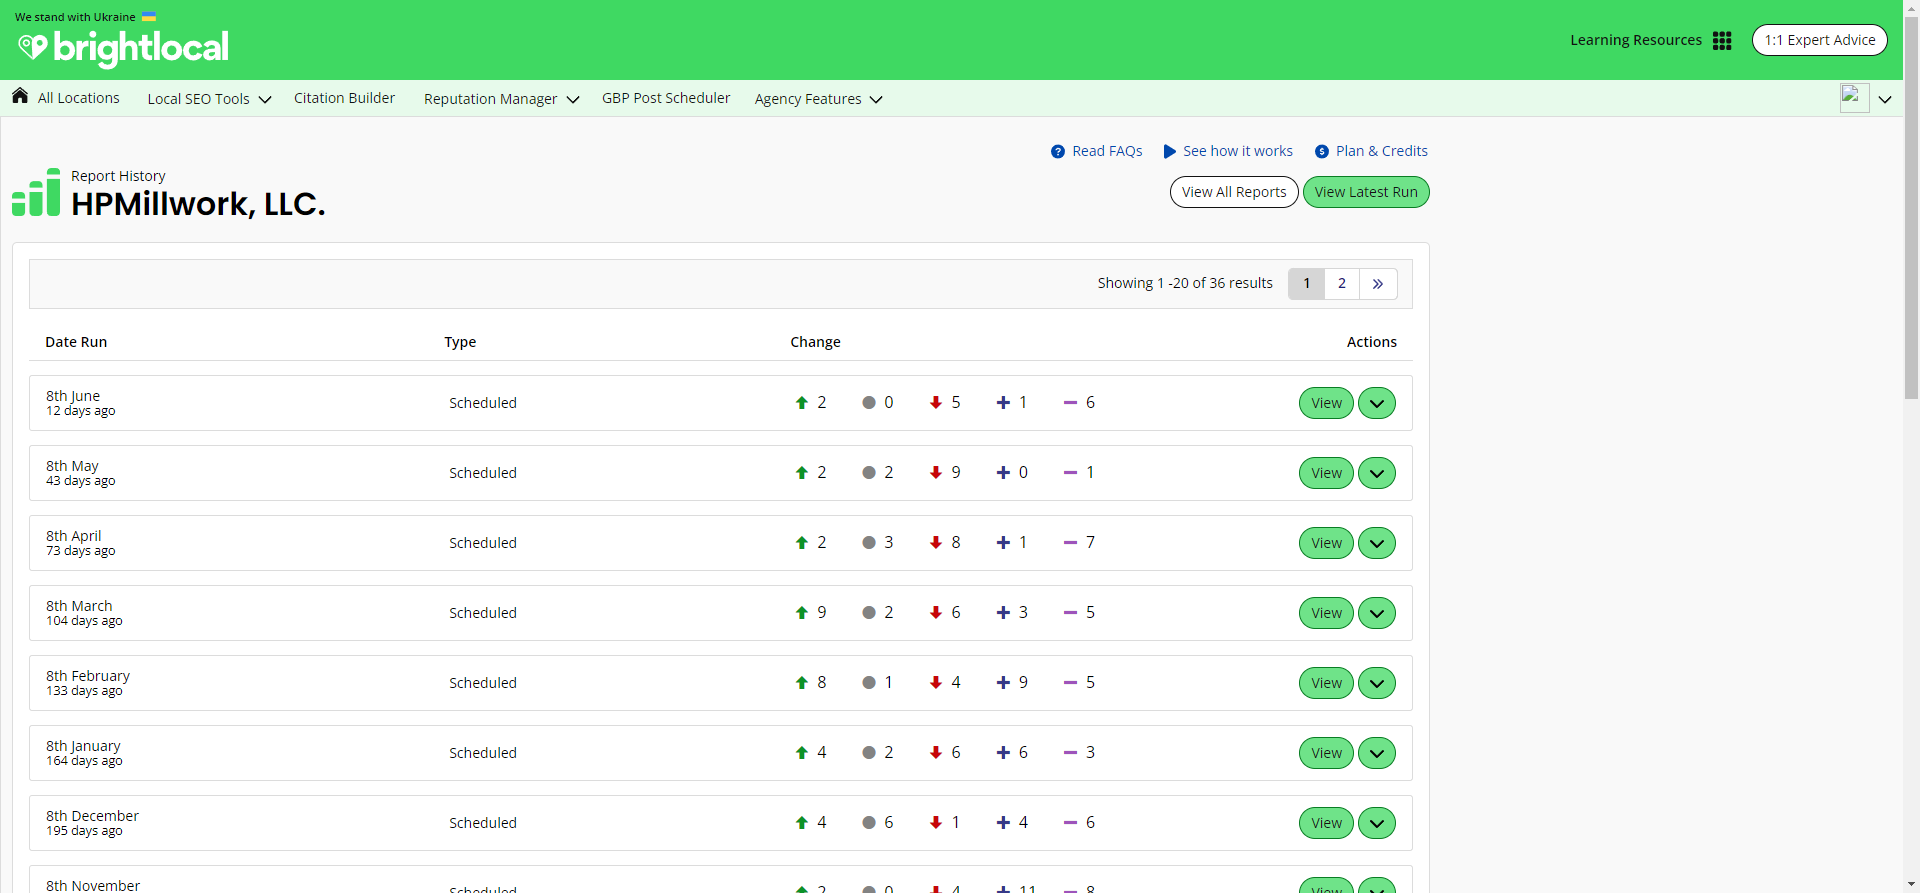 We stand with Ukraine
brightlocal
Learning Resources
1:1 Expert Advice
All Locations Local SEO Tools Citation Builder Reputation Manager GBP Post Scheduler Agency Features
Read FAQs See how it works Plan & Credits
Report History
HPMillwork, LLC.
View All Reports View Latest Run
Showing 1 -20 of 36 results 1 2 »
Date Run Type Change Actions
8th June
12 days ago
Scheduled 2 0 5 1 6 View
8th May
43 days ago
Scheduled 2 2 9 0 1 View
8th April
73 days ago
Scheduled 2 3 8 1 7 View
8th March
104 days ago
Scheduled 9 2 6 3 5 View
8th February
133 days ago
Scheduled 8 1 4 9 5 View
8th January
164 days ago
Scheduled 4 2 6 6 3 View
8th December
195 days ago
Scheduled 4 6 1 4 6 View
8th November
Scheduled 2 0 4 11 8 View